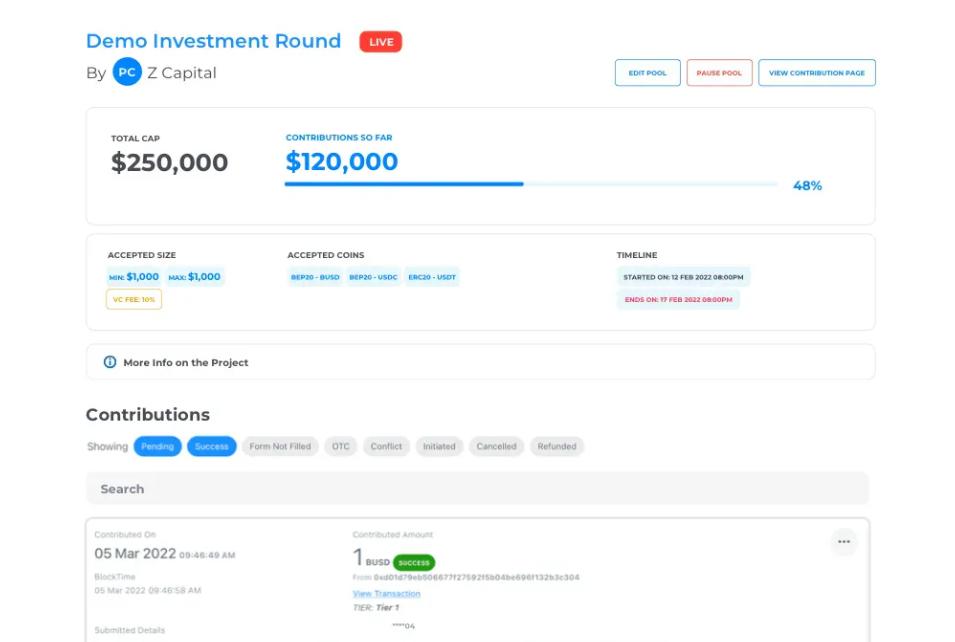 Demo Investment Round LIVE
By PC Z Capital
EDIT POOL PAUSE POOL VIEW CONTRIBUTION PAGE
TOTAL CAP
$250,000
CONTRIBUTIONS SO FAR
$120,000
48%
ACCEPTED SIZE
MIN: $1,000 MAX: $1,000
VC FEE: 10%
ACCEPTED COINS
BEP20 - BUSD BEP20 - USDC ERC20 - USDT
TIMELINE
STARTED ON: 12 FEB 2022 08:00PM
ENDS ON: 17 FEB 2022 08:00PM
More Info on the Project
Contributions
Showing Pending Success Form Not Filled OTC Conflict Initiated Cancelled Refunded
Search
Contributed On
05 Mar 2022 09:46:49 AM
BlockTime
05 Mar 2022 09:46:58 AM
Submitted Details
Contributed Amount
1 BUSD SUCCESS
From 0xd01d79eb506677f27592f5b04be696f132b3c304
View Transaction
TIER: Tier 1
****04